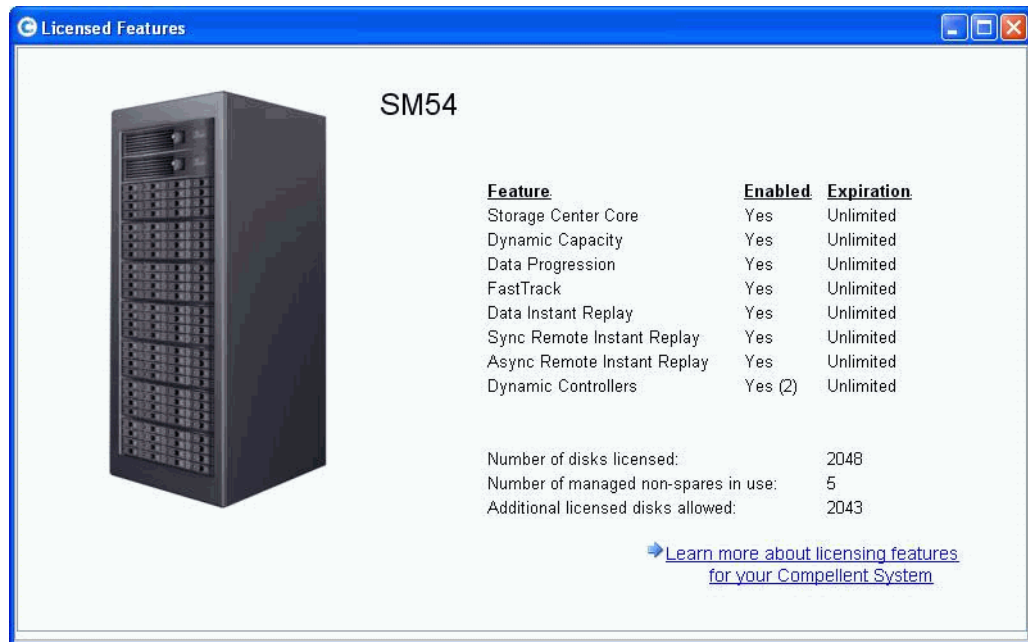 Licensed Features
SM54
Feature Enabled Expiration
Storage Center Core Yes Unlimited
Dynamic Capacity Yes Unlimited
Data Progression Yes Unlimited
FastTrack Yes Unlimited
Data Instant Replay Yes Unlimited
Sync Remote Instant Replay Yes Unlimited
Async Remote Instant Replay Yes Unlimited
Dynamic Controllers Yes (2) Unlimited
Number of disks licensed: 2048
Number of managed non-spares in use: 5
Additional licensed disks allowed: 2043
Learn more about licensing features
for your Compellent System